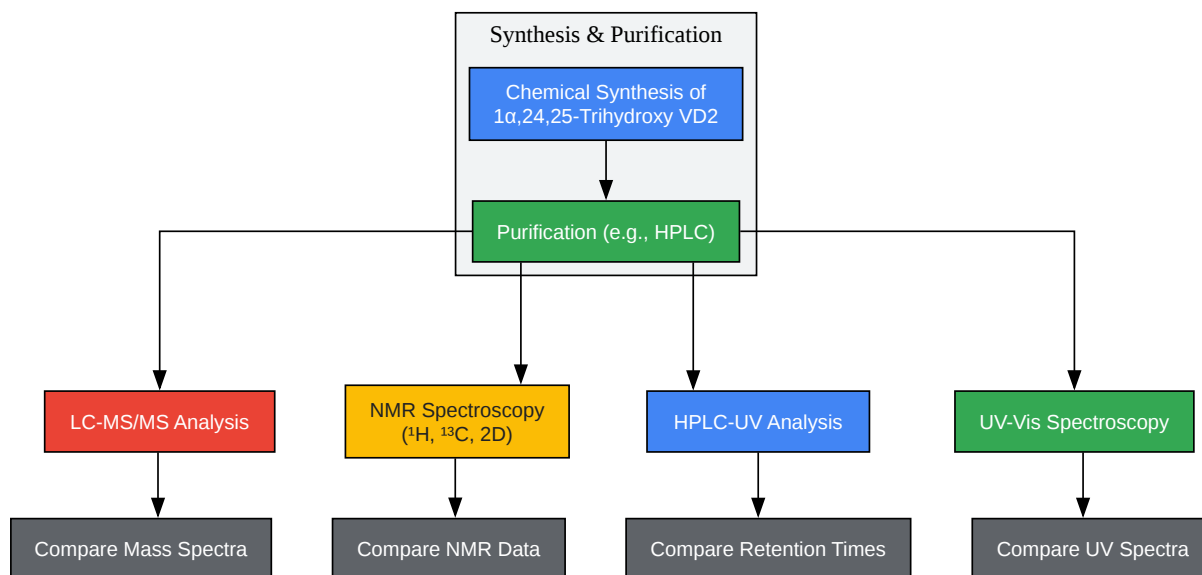 Synthesis & Purification
Chemical Synthesis of
1α,24,25-Trihydroxy VD2
Purification (e.g., HPLC)
LC-MS/MS Analysis
NMR Spectroscopy
(¹H, ¹³C, 2D)
HPLC-UV Analysis
UV-Vis Spectroscopy
Compare Mass Spectra
Compare NMR Data
Compare Retention Times
Compare UV Spectra